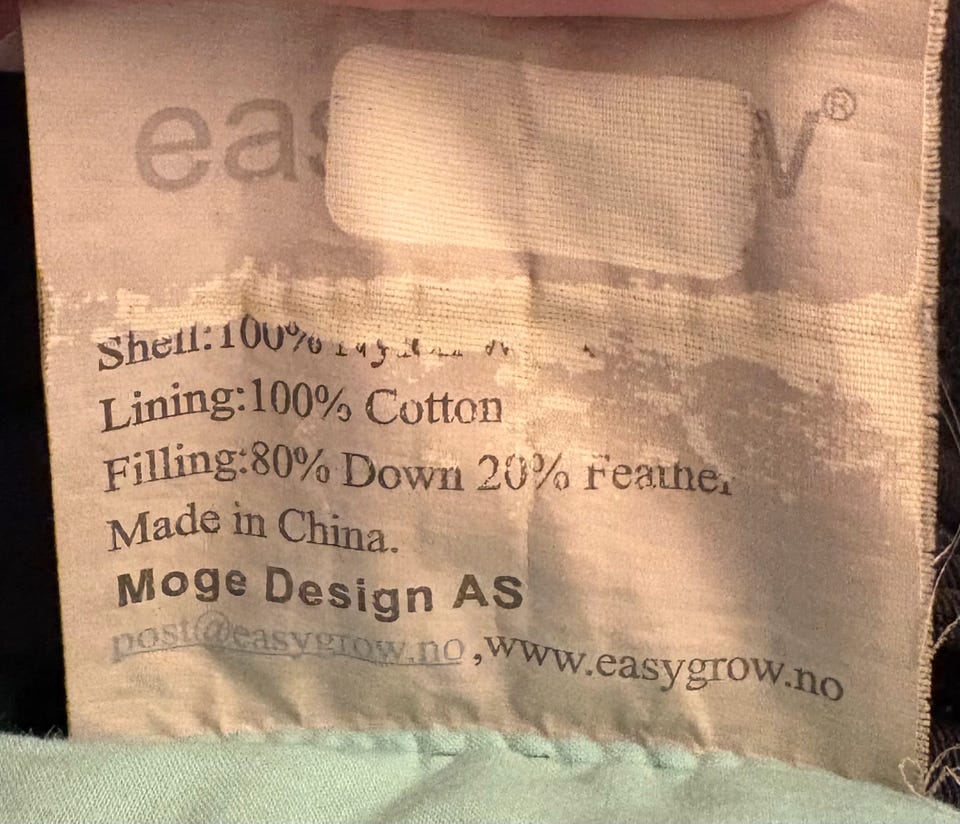 Shell:100%
Lining:100% Cotton
Filling:80% Down 20% Feather
Made in China.
Moge Design AS
post@easygrow.no,www.easygrow.no